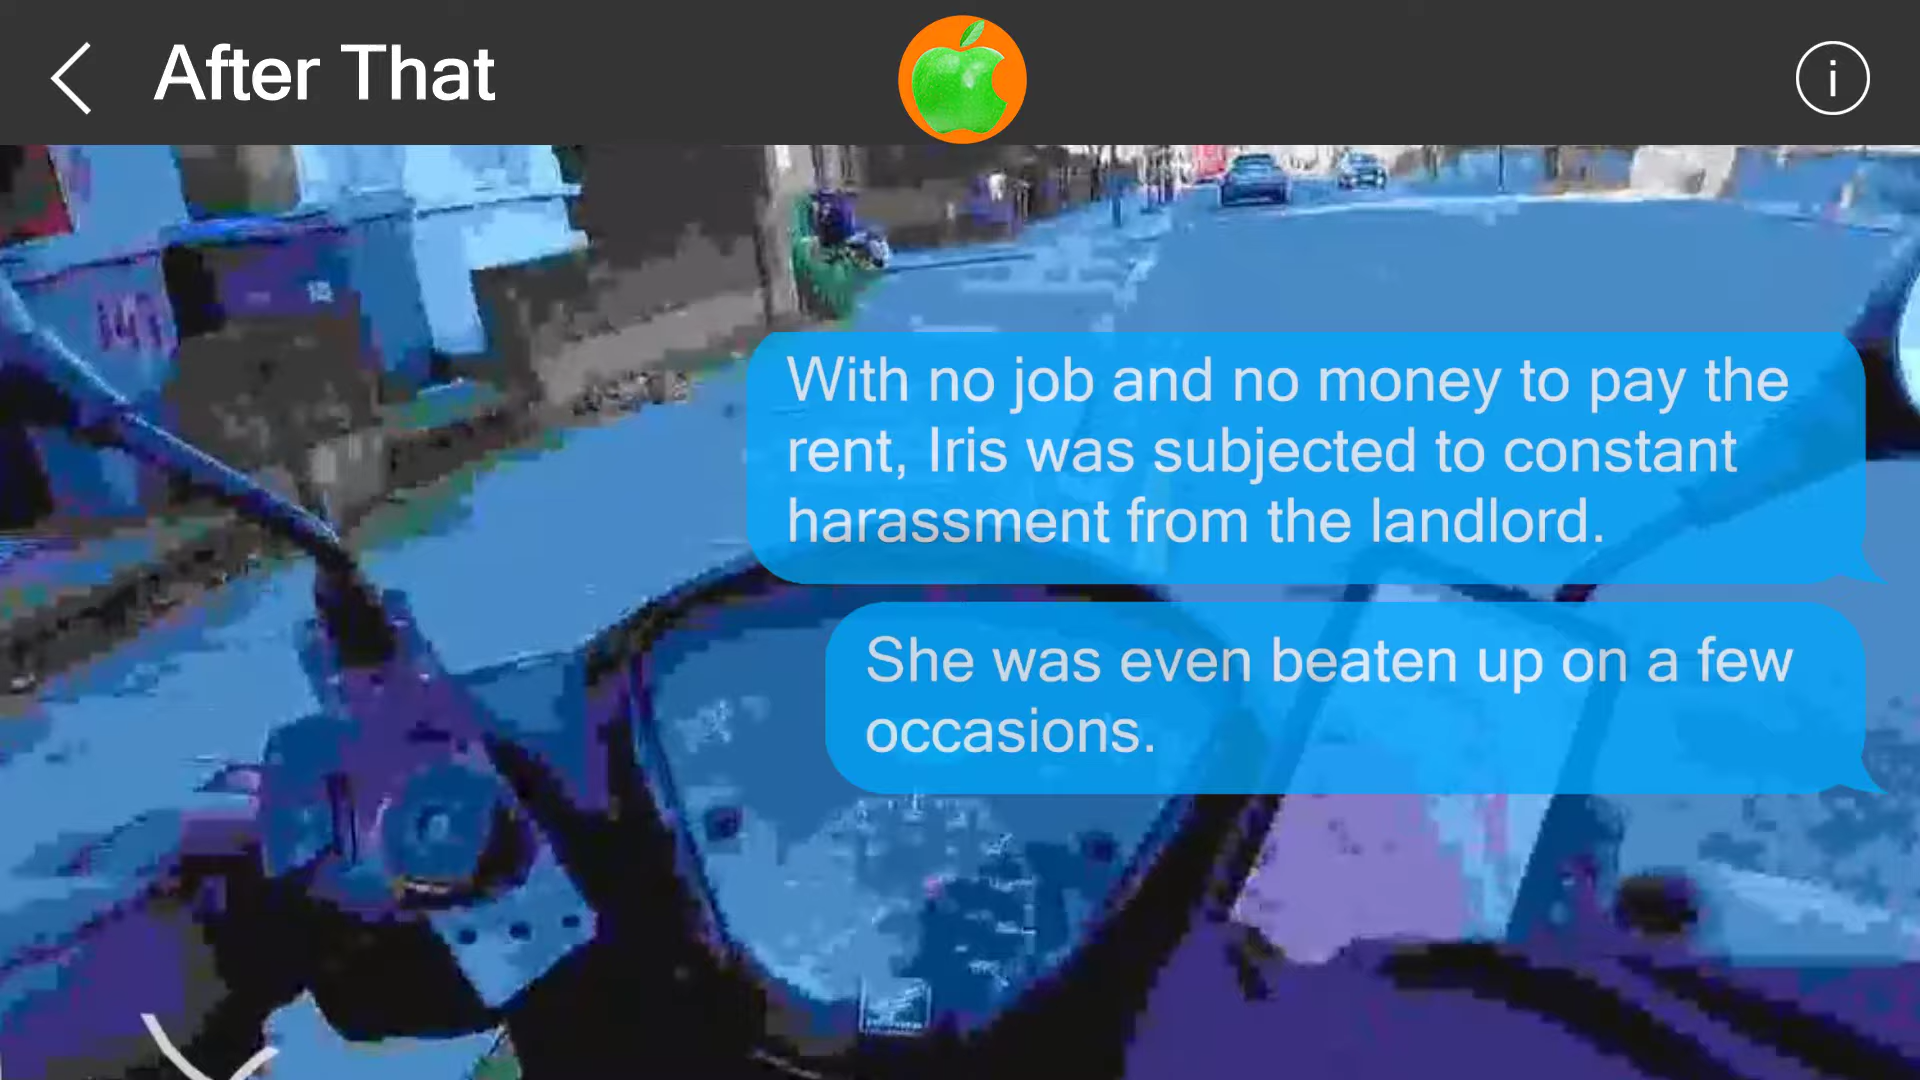 After That
i
With no job and no money to pay the
rent, Iris was subjected to constant
harassment from the landlord.
She was even beaten up on a few
occasions.